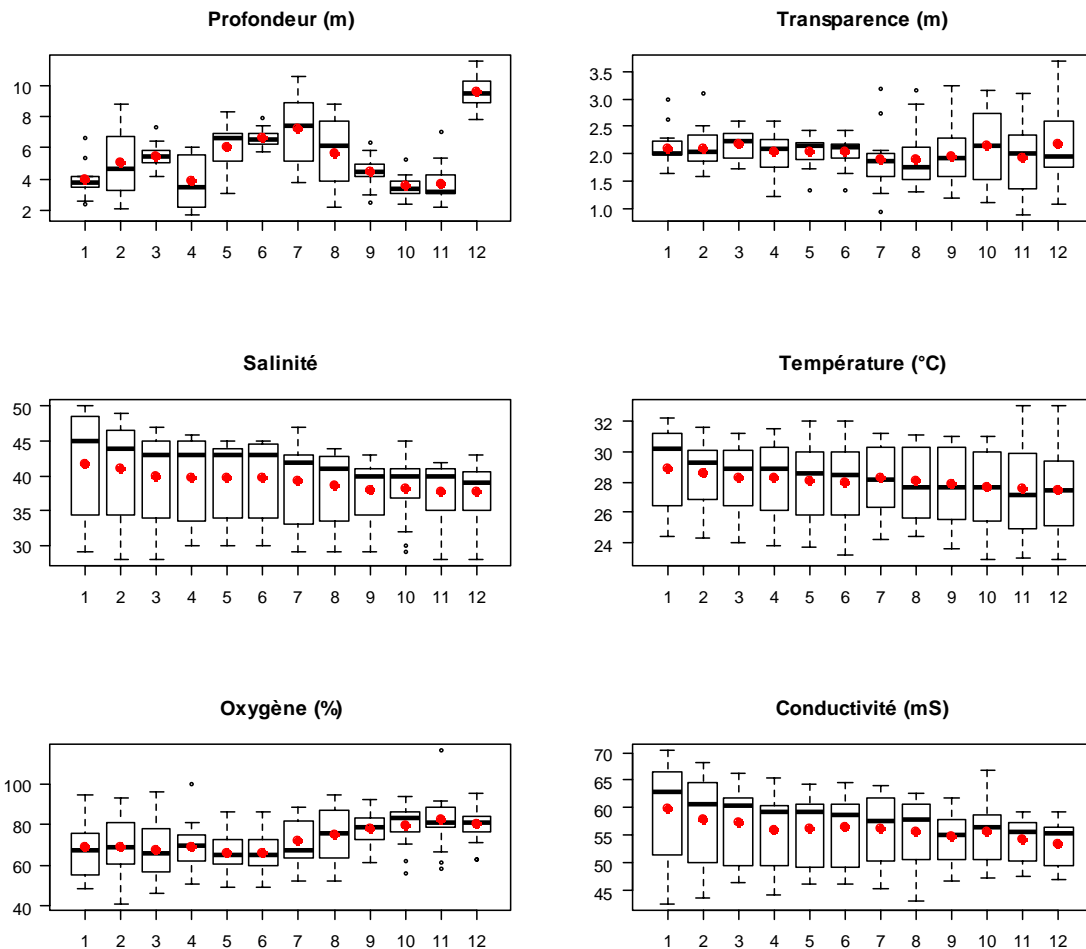 Profondeur (m)
10
8
6
4
2
1 2 3 4 5 6 7 8 9 10 11 12
Transparence (m)
3.5
3.0
2.5
2.0
1.5
1.0
1 2 3 4 5 6 7 8 9 10 11 12
Salinité
50
45
40
35
30
1 2 3 4 5 6 7 8 9 10 11 12
Température (°C)
32
30
28
26
24
1 2 3 4 5 6 7 8 9 10 11 12
Oxygène (%)
100
80
60
40
1 2 3 4 5 6 7 8 9 10 11 12
Conductivité (mS)
70
65
60
55
50
45
1 2 3 4 5 6 7 8 9 10 11 12